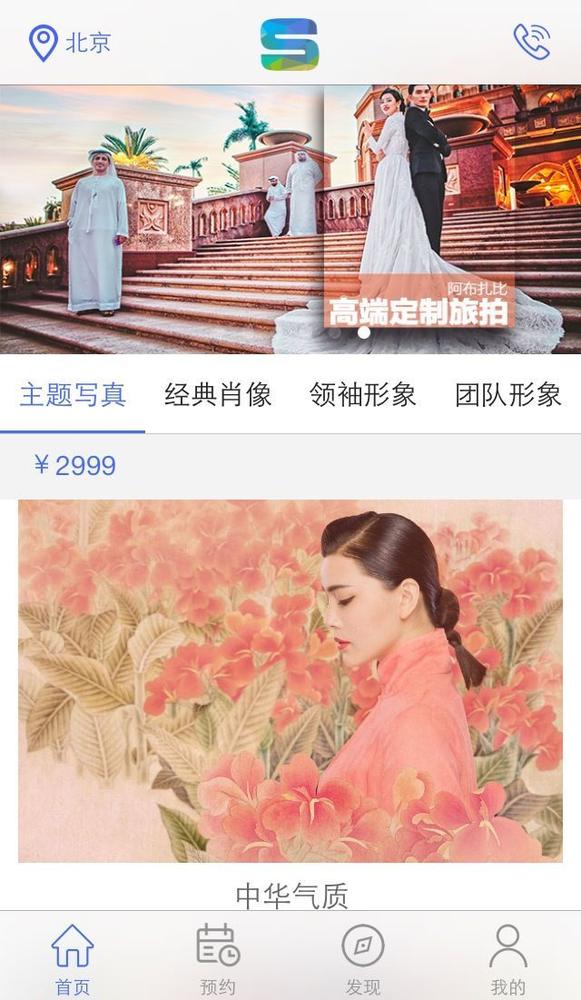 北京
S
阿布扎比
高端定制旅拍
主题写真 经典肖像 领袖形象 团队形象
￥2999
中华气质
首页 预约 发现 我的